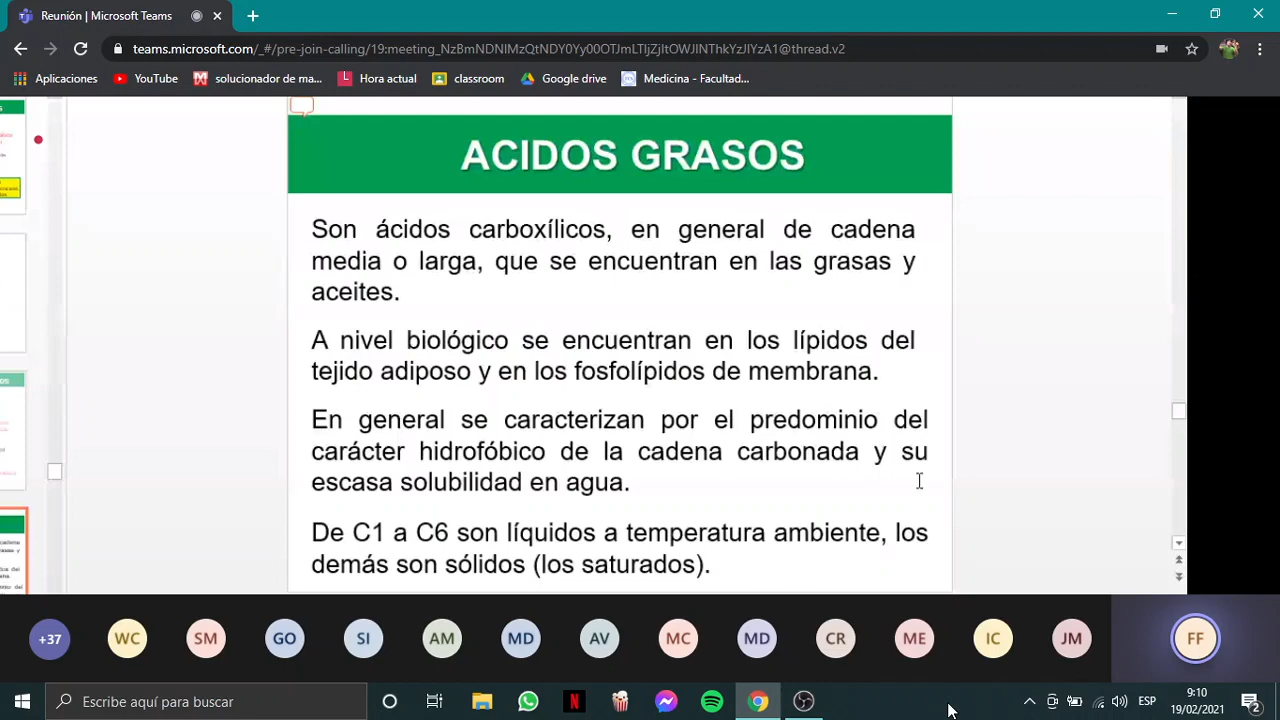 Reunión | Microsoft Teams
teams.microsoft.com/_#/pre-join-calling/19:meeting_NzBmNDNIMzQtNDY0Yy00OTJmLTljZjItOWJINThkYzJlYzA1@thread.v2
Aplicaciones YouTube solucionador de ma... Hora actual classroom Google drive Medicina - Facultad...
ACIDOS GRASOS
Son ácidos carboxílicos, en general de cadena
media o larga, que se encuentran en las grasas y
aceites.
A nivel biológico se encuentran en los lípidos del
tejido adiposo y en los fosfolípidos de membrana.
En general se caracterizan por el predominio del
carácter hidrofóbico de la cadena carbonada y su
escasa solubilidad en agua.
De C1 a C6 son líquidos a temperatura ambiente, los
demás son sólidos (los saturados).
+37 WC SM GO SI AM MD AV MC MD CR ME IC JM FF
Escribe aquí para buscar
ESP
9:10
19/02/2021
2